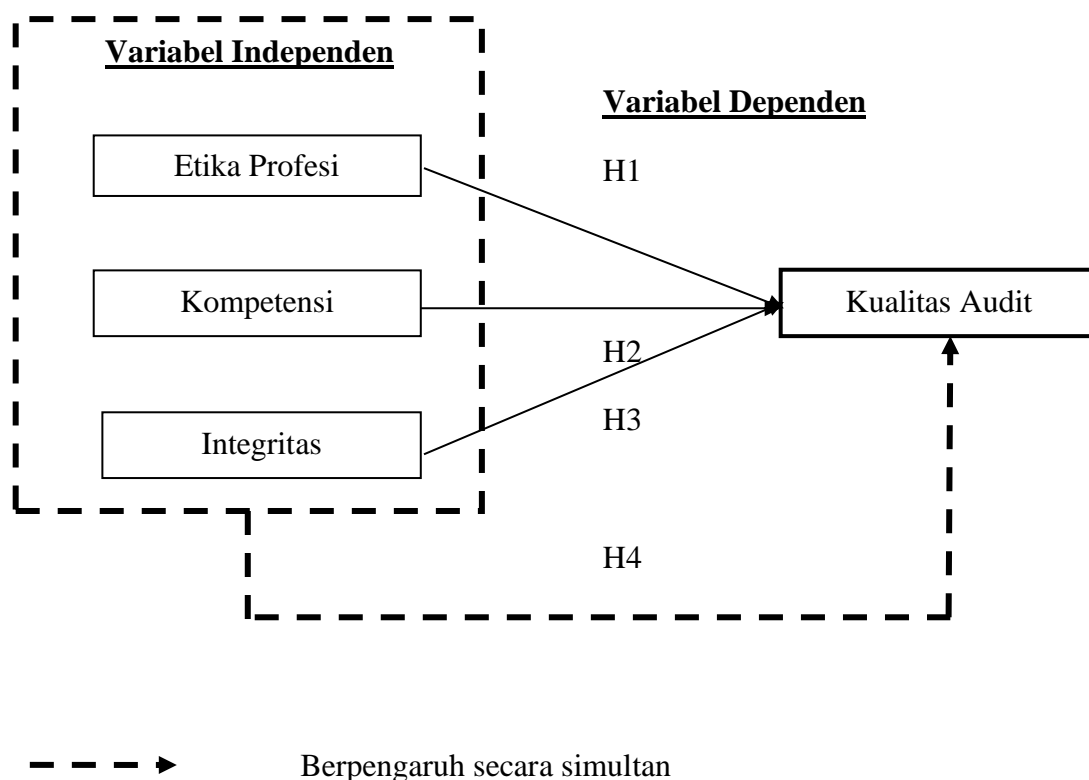 Variabel Independen
Variabel Dependen
Etika Profesi
H1
Kompetensi
Kualitas Audit
H2
H3
Integritas
H4
Berpengaruh secara simultan